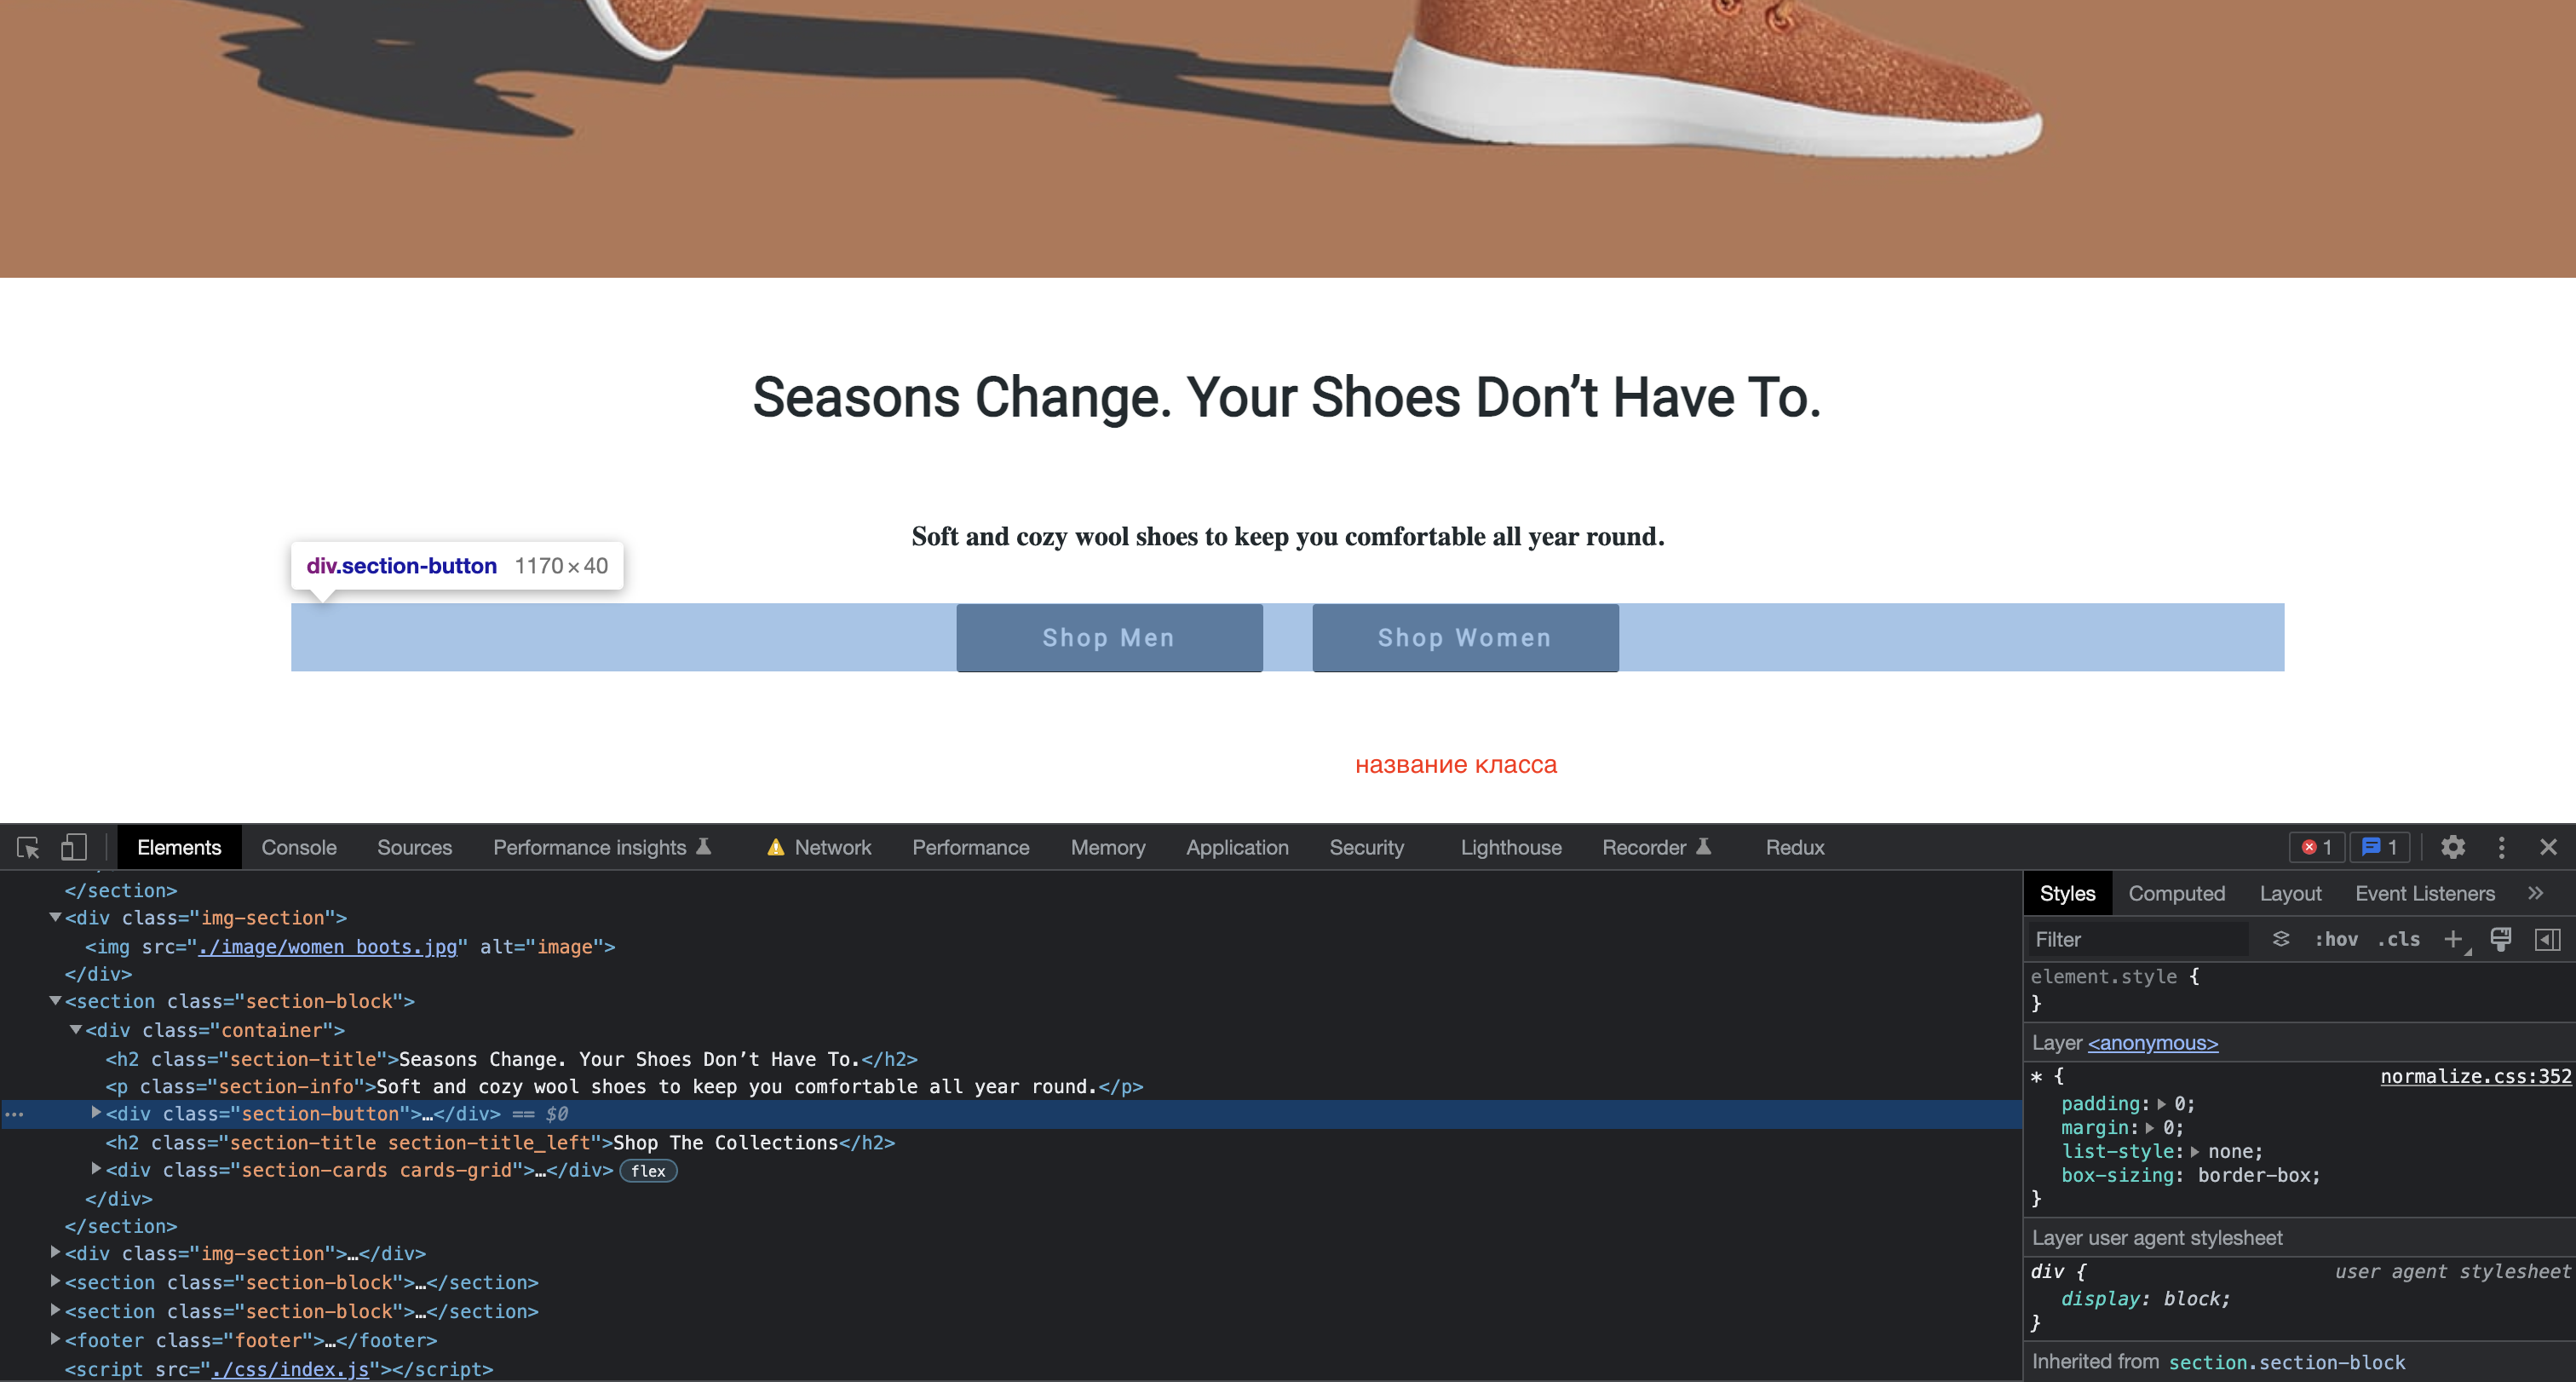 Seasons Change. Your Shoes Don’t Have To.
Soft and cozy wool shoes to keep you comfortable all year round.
div.section-button 1170 × 40
Shop Men Shop Women
название класса
Elements Console Sources Performance insights Network Performance Memory Application Security Lighthouse Recorder Redux 1 1
</section>
<div class="img-section">
<img src="./image/women_boots.jpg" alt="image">
</div>
<section class="section-block">
<div class="container">
<h2 class="section-title">Seasons Change. Your Shoes Don’t Have To.</h2>
<p class="section-info">Soft and cozy wool shoes to keep you comfortable all year round.</p>
<div class="section-button">…</div> == $0
<h2 class="section-title section-title_left">Shop The Collections</h2>
<div class="section-cards cards-grid">…</div> flex
</div>
</section>
<div class="img-section">…</div>
<section class="section-block">…</section>
<section class="section-block">…</section>
<footer class="footer">…</footer>
<script src="./css/index.js"></script>
Styles Computed Layout Event Listeners »
Filter :hov .cls +
element.style {
}
Layer <anonymous>
* { normalize.css:352
padding: 0;
margin: 0;
list-style: none;
box-sizing: border-box;
}
Layer user agent stylesheet
div { user agent stylesheet
display: block;
}
Inherited from section.section-block